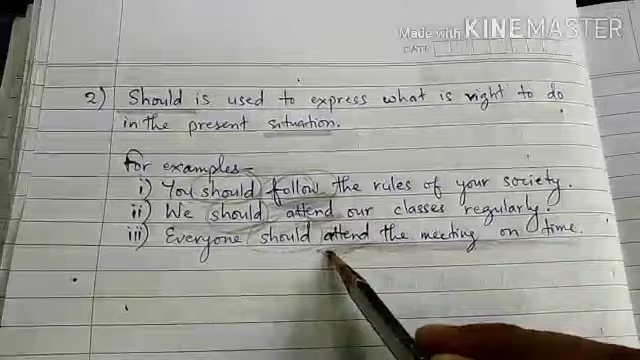 Made with KINEMASTER
DATE
2) Should is used to express what is right to do
in the present situation.
For examples-
i) You should follow the rules of your society.
ii) We should attend our classes regularly.
iii) Everyone should attend the meeting on time.